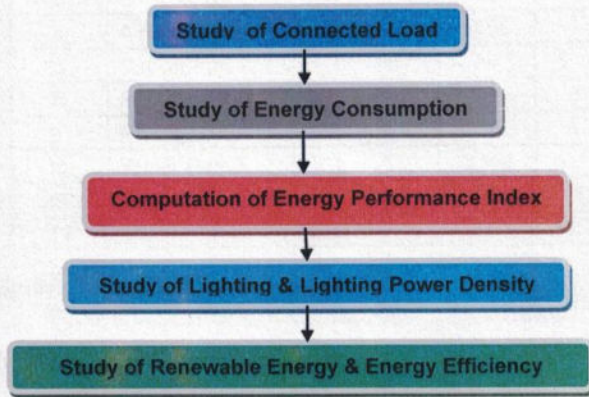 Study of Connected Load
Study of Energy Consumption
Computation of Energy Performance Index
Study of Lighting & Lighting Power Density
Study of Renewable Energy & Energy Efficiency